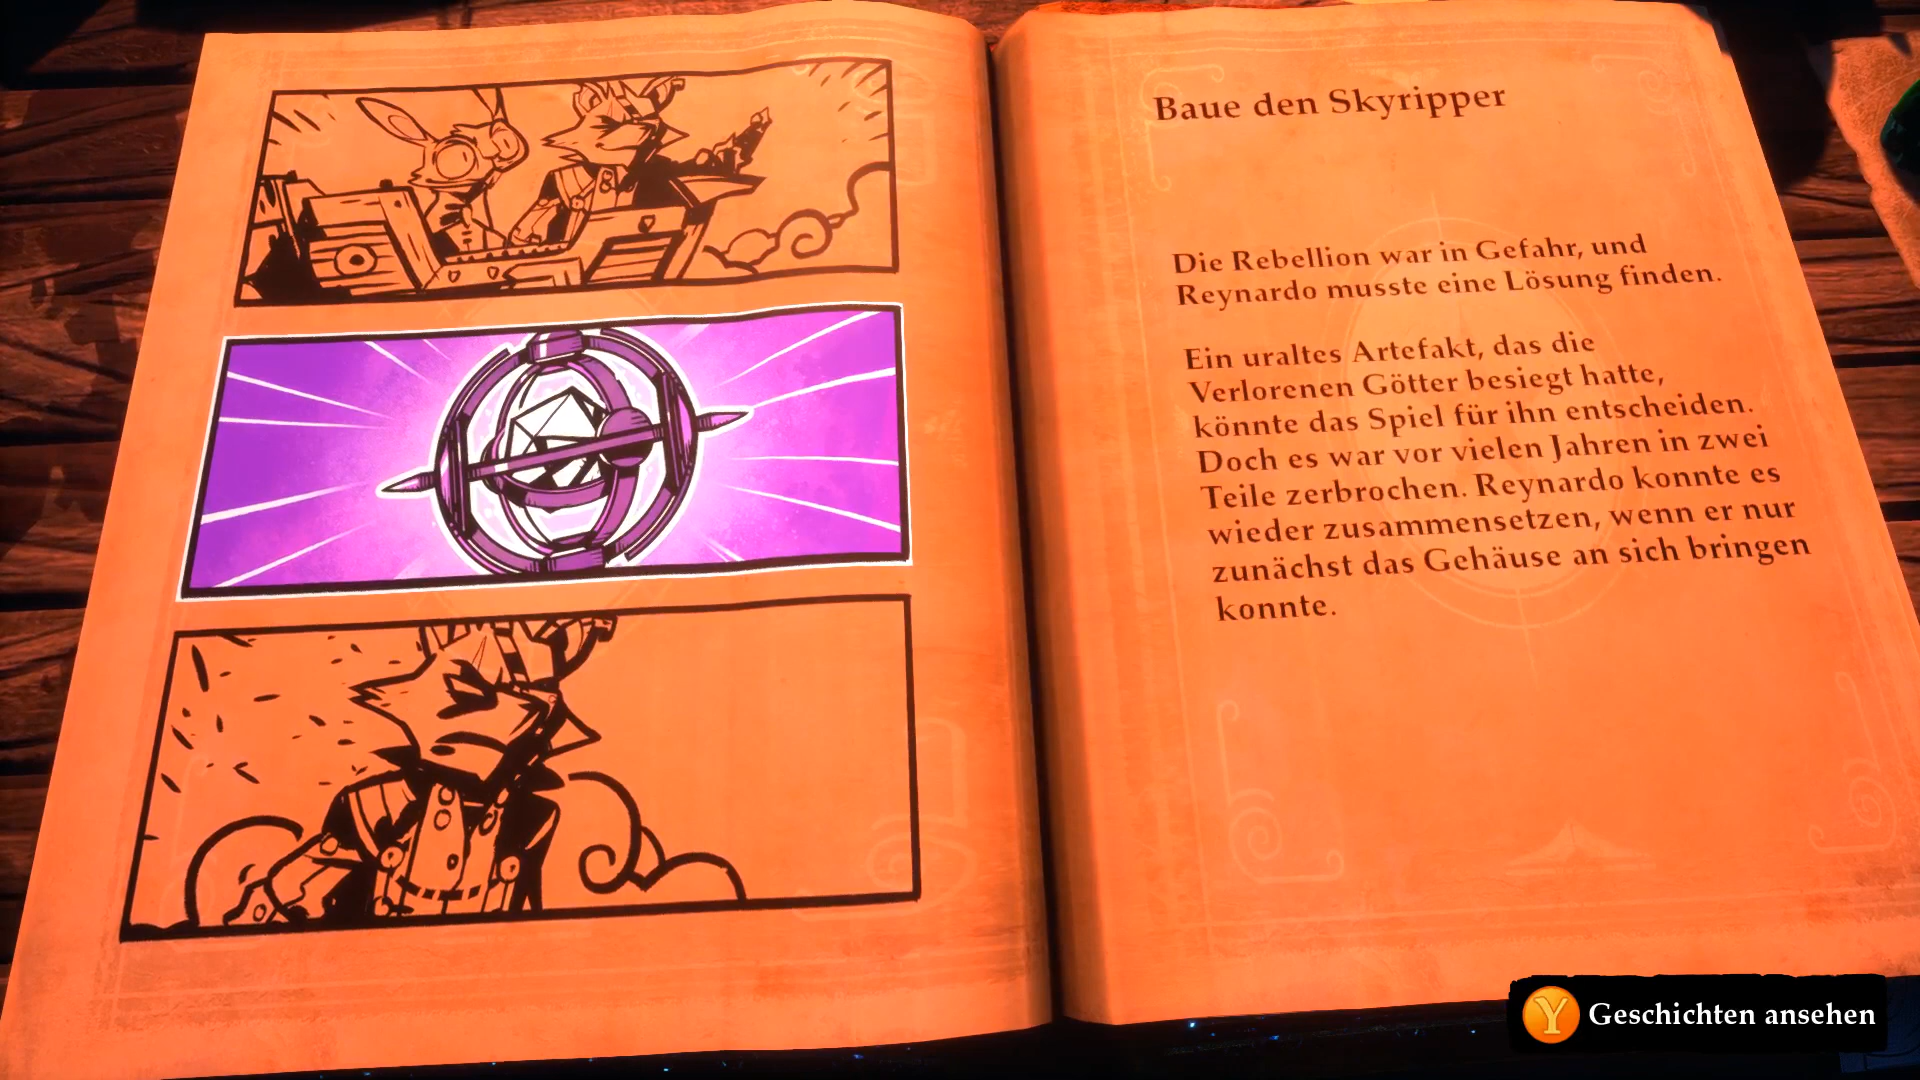 Baue den Skyripper
Die Rebellion war in Gefahr, und
Reynardo musste eine Lösung finden.
Ein uraltes Artefakt, das die
Verlorenen Götter besiegt hatte,
könnte das Spiel für ihn entscheiden.
Doch es war vor vielen Jahren in zwei
Teile zerbrochen. Reynardo konnte es
wieder zusammensetzen, wenn er nur
zunächst das Gehäuse an sich bringen
konnte.
Y Geschichten ansehen